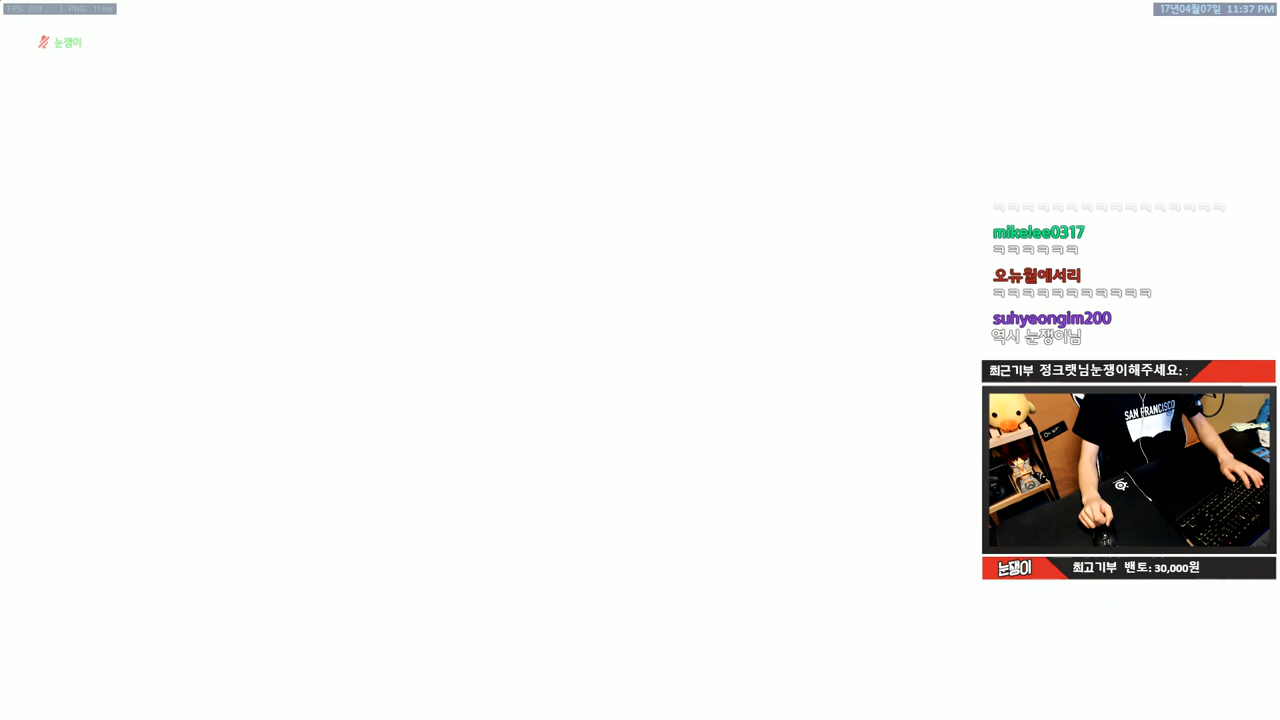 FPS: 209
PNG: 11 ms
17년04월07일 11:37 PM
눈쟁이
ㅋㅋㅋㅋㅋㅋㅋㅋㅋㅋㅋㅋㅋㅋㅋㅋ
mikelee0317
ㅋㅋㅋㅋㅋㅋ
오뉴월에서리
ㅋㅋㅋㅋㅋㅋㅋㅋㅋㅋㅋ
suhyeongim200
역시 눈쟁이님
최근기부 정크랫님눈쟁이해주세요: :
SAN FRANCISCO
눈쟁이 최고기부 밴토: 30,000원